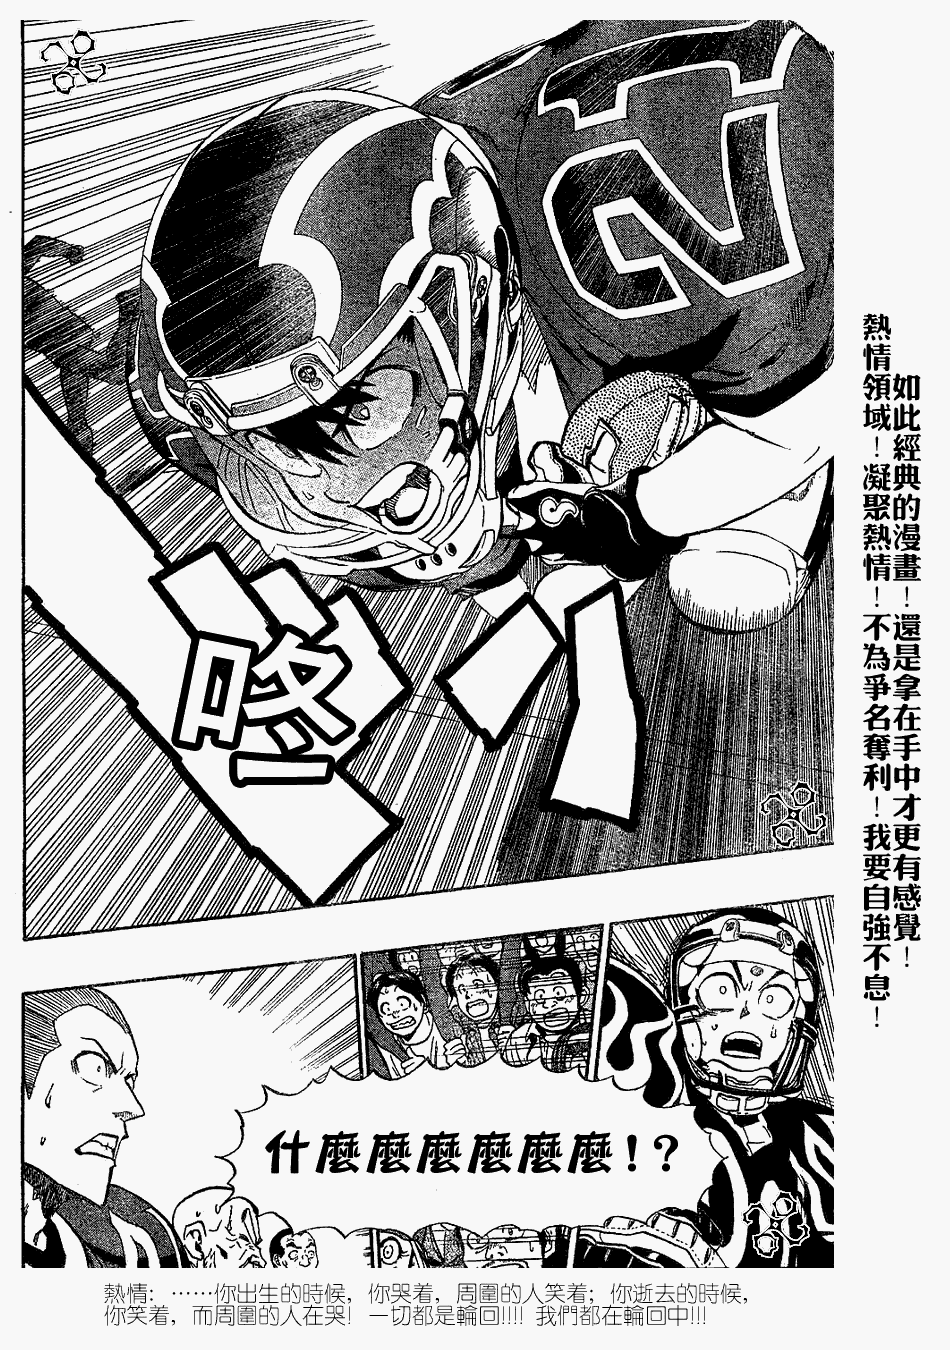 如此經典的漫畫！還是拿在手中才更有感覺！
熱情領域！凝聚熱情！不為爭名奪利！我要自強不息！
21
咚
什麼麼麼麼麼麼！？
熱情：……你出生的時候，你哭着，周圍的人笑着；你逝去的時候，
你笑着，而周圍的人在哭! 一切都是輪回!!!! 我們都在輪回中!!!